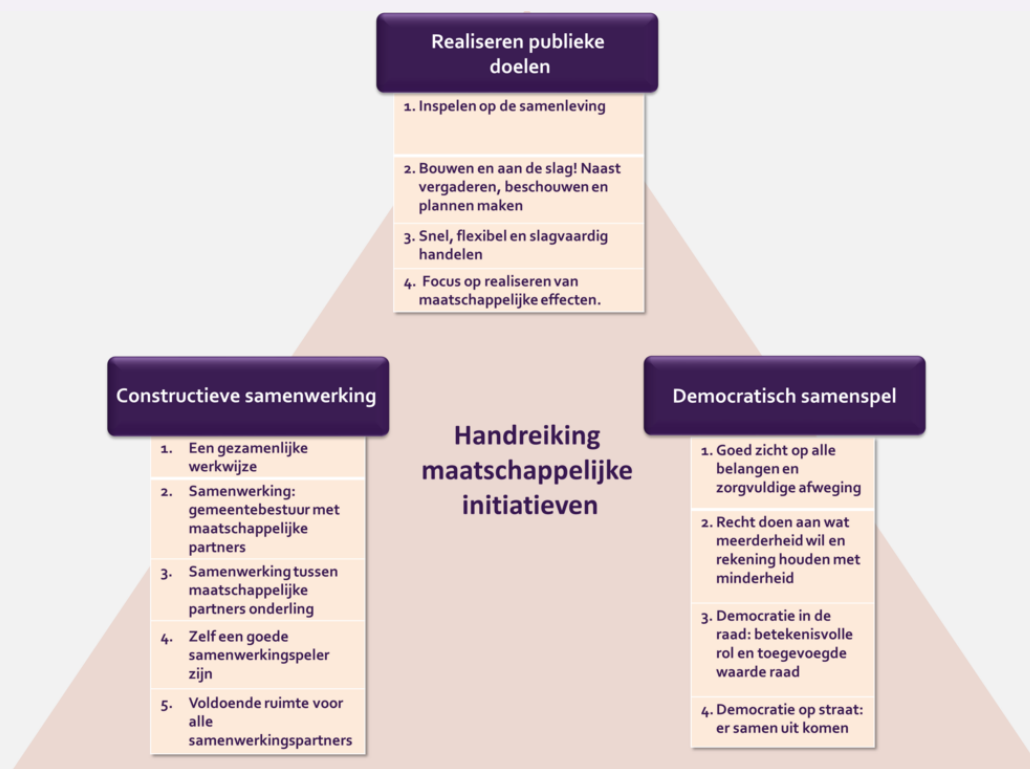 Realiseren publieke
doelen
1. Inspelen op de samenleving
2. Bouwen en aan de slag! Naast
vergaderen, beschouwen en
plannen maken
3. Snel, flexibel en slagvaardig
handelen
4. Focus op realiseren van
maatschappelijke effecten.
Constructieve samenwerking
1. Een gezamenlijke
werkwijze
2. Samenwerking:
gemeentebestuur met
maatschappelijke
partners
3. Samenwerking tussen
maatschappelijke
partners onderling
4. Zelf een goede
samenwerkingspeler
zijn
5. Voldoende ruimte voor
alle
samenwerkingspartners
Handreiking
maatschappelijke
initiatieven
Democratisch samenspel
1. Goed zicht op alle
belangen en
zorgvuldige afweging
2. Recht doen aan wat
meerderheid wil en
rekening houden met
minderheid
3. Democratie in de
raad: betekenisvolle
rol en toegevoegde
waarde raad
4. Democratie op straat:
er samen uit komen